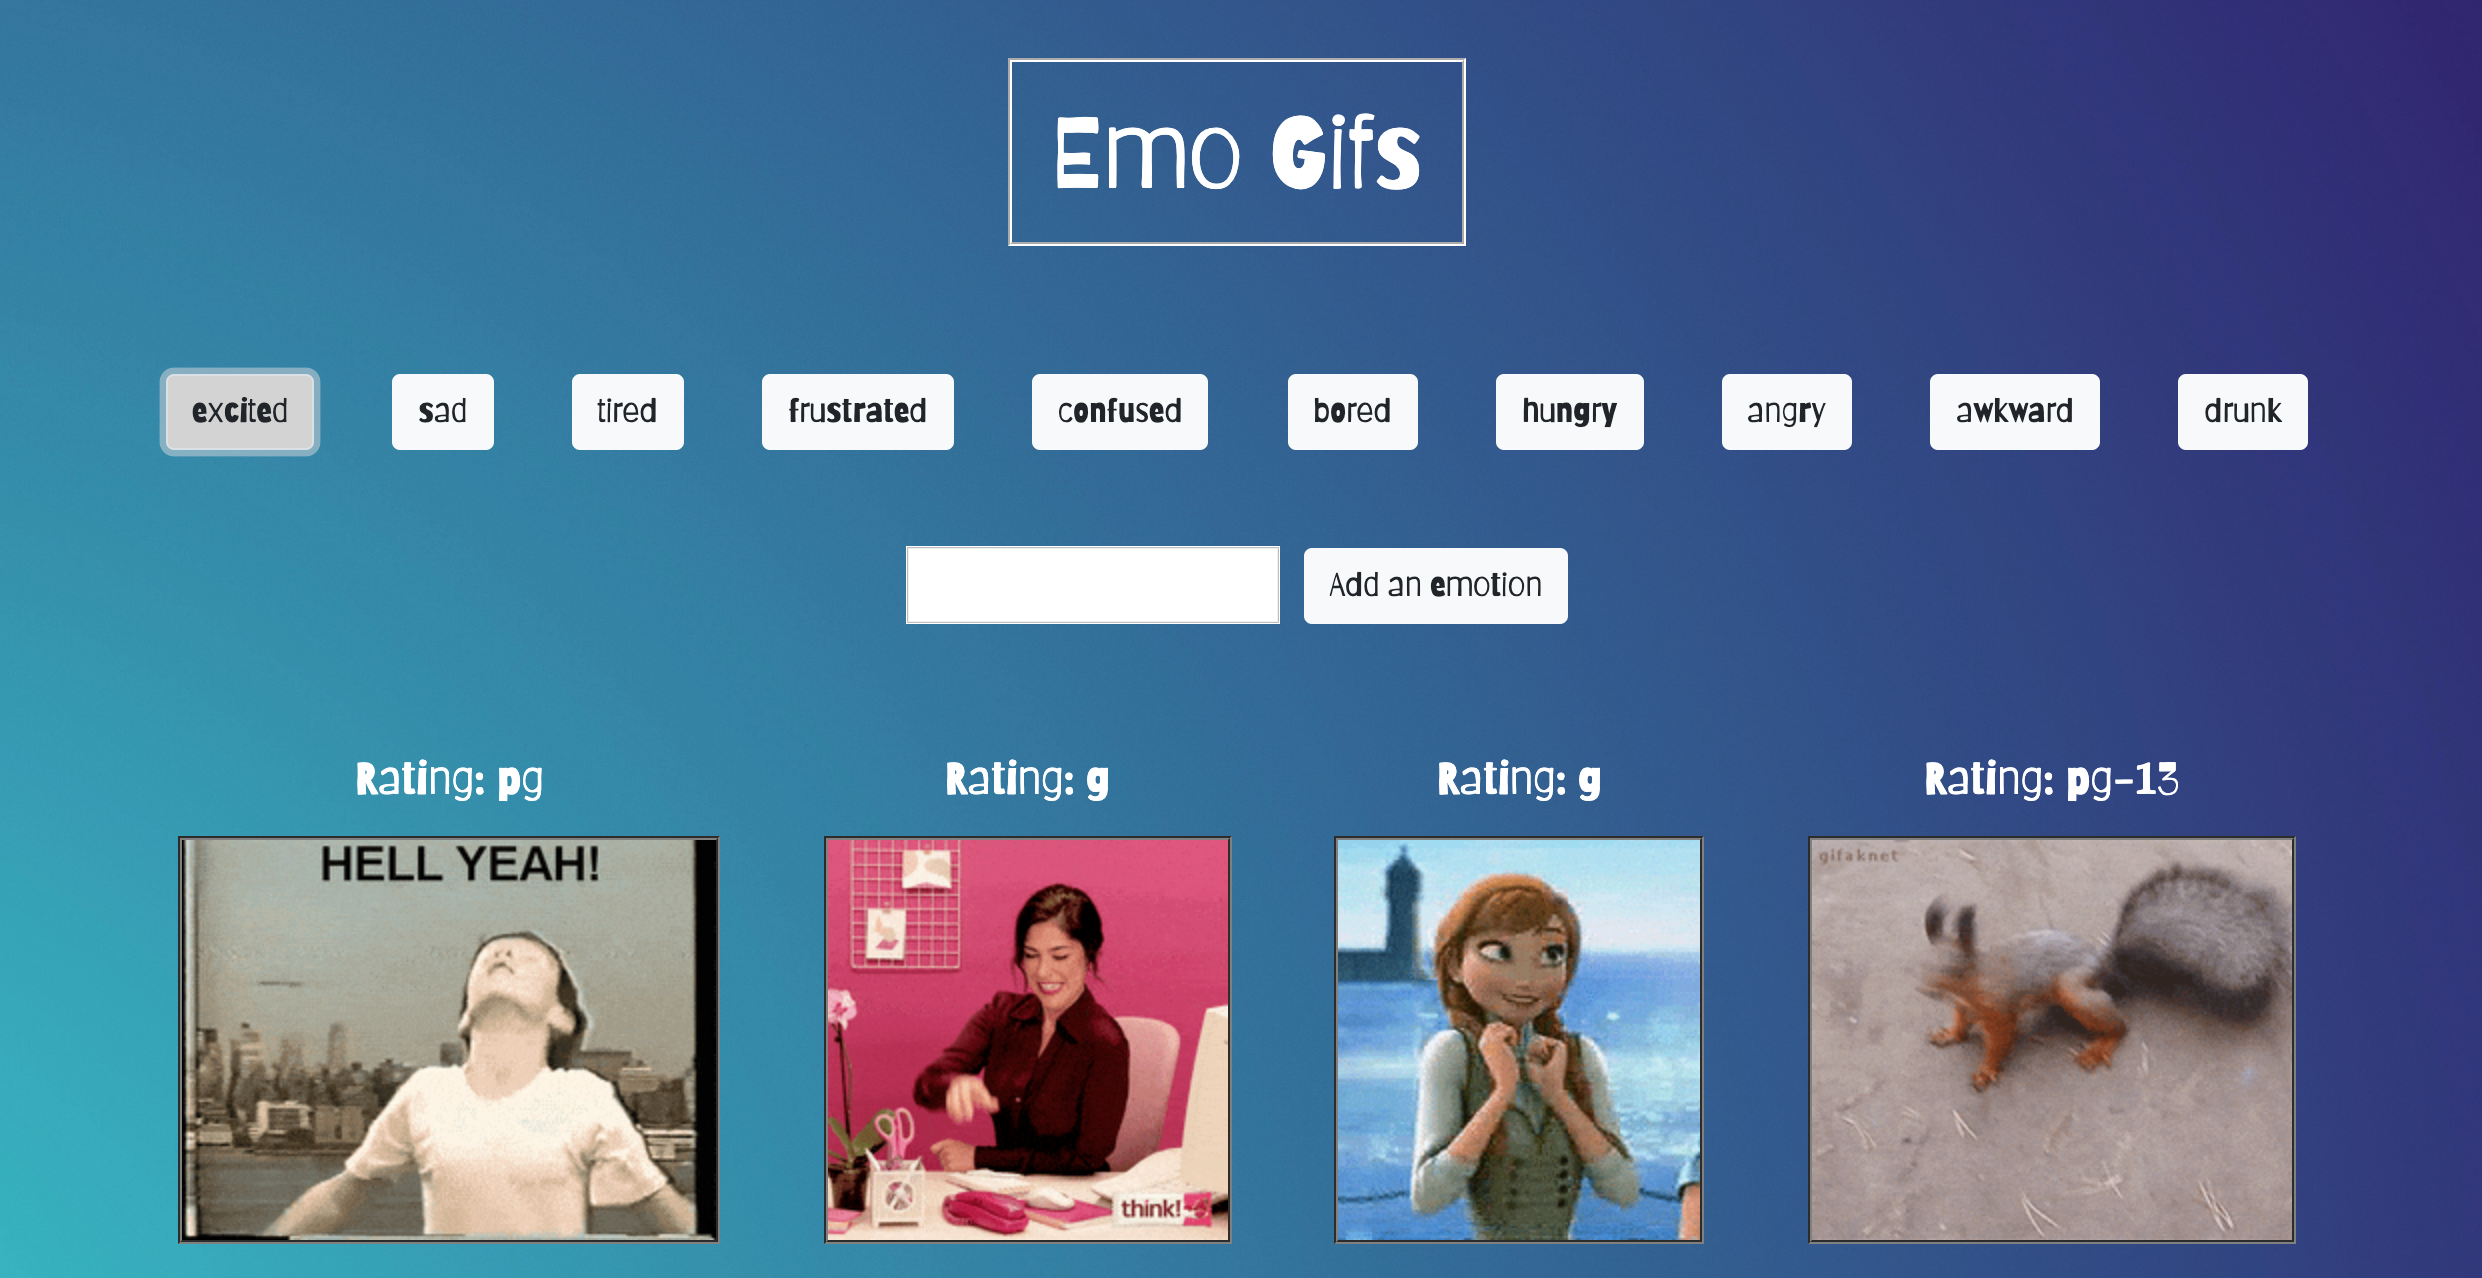 Emo Gifs
excited sad tired frustrated confused bored hungry angry awkward drunk
Add an emotion
Rating: pg Rating: g Rating: g Rating: pg-13
HELL YEAH!
gifaknet
think!